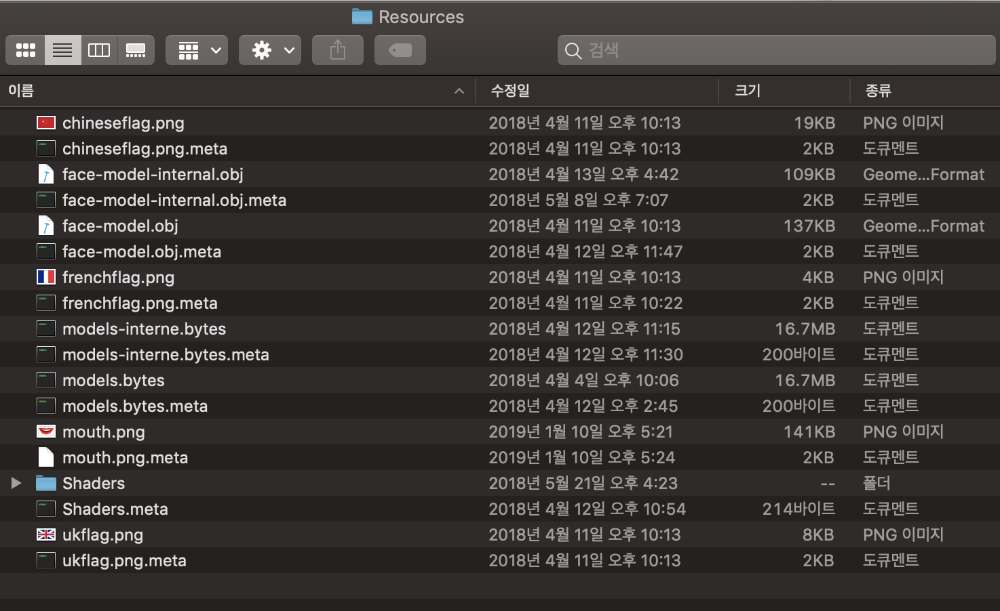 Resources
검색
이름 수정일 크기 종류
chineseflag.png 2018년 4월 11일 오후 10:13 19KB PNG 이미지
chineseflag.png.meta 2018년 4월 11일 오후 10:13 2KB 도큐멘트
face-model-internal.obj 2018년 4월 13일 오후 4:42 109KB Geome...Format
face-model-internal.obj.meta 2018년 5월 8일 오후 7:07 2KB 도큐멘트
face-model.obj 2018년 4월 11일 오후 10:13 137KB Geome...Format
face-model.obj.meta 2018년 4월 12일 오후 11:47 2KB 도큐멘트
frenchflag.png 2018년 4월 11일 오후 10:13 4KB PNG 이미지
frenchflag.png.meta 2018년 4월 11일 오후 10:22 2KB 도큐멘트
models-interne.bytes 2018년 4월 12일 오후 11:15 16.7MB 도큐멘트
models-interne.bytes.meta 2018년 4월 12일 오후 11:30 200바이트 도큐멘트
models.bytes 2018년 4월 4일 오후 10:06 16.7MB 도큐멘트
models.bytes.meta 2018년 4월 12일 오후 2:45 200바이트 도큐멘트
mouth.png 2019년 1월 10일 오후 5:21 141KB PNG 이미지
mouth.png.meta 2019년 1월 10일 오후 5:24 2KB 도큐멘트
Shaders 2018년 5월 21일 오후 4:23 -- 폴더
Shaders.meta 2018년 4월 12일 오후 10:54 214바이트 도큐멘트
ukflag.png 2018년 4월 11일 오후 10:13 8KB PNG 이미지
ukflag.png.meta 2018년 4월 11일 오후 10:13 2KB 도큐멘트